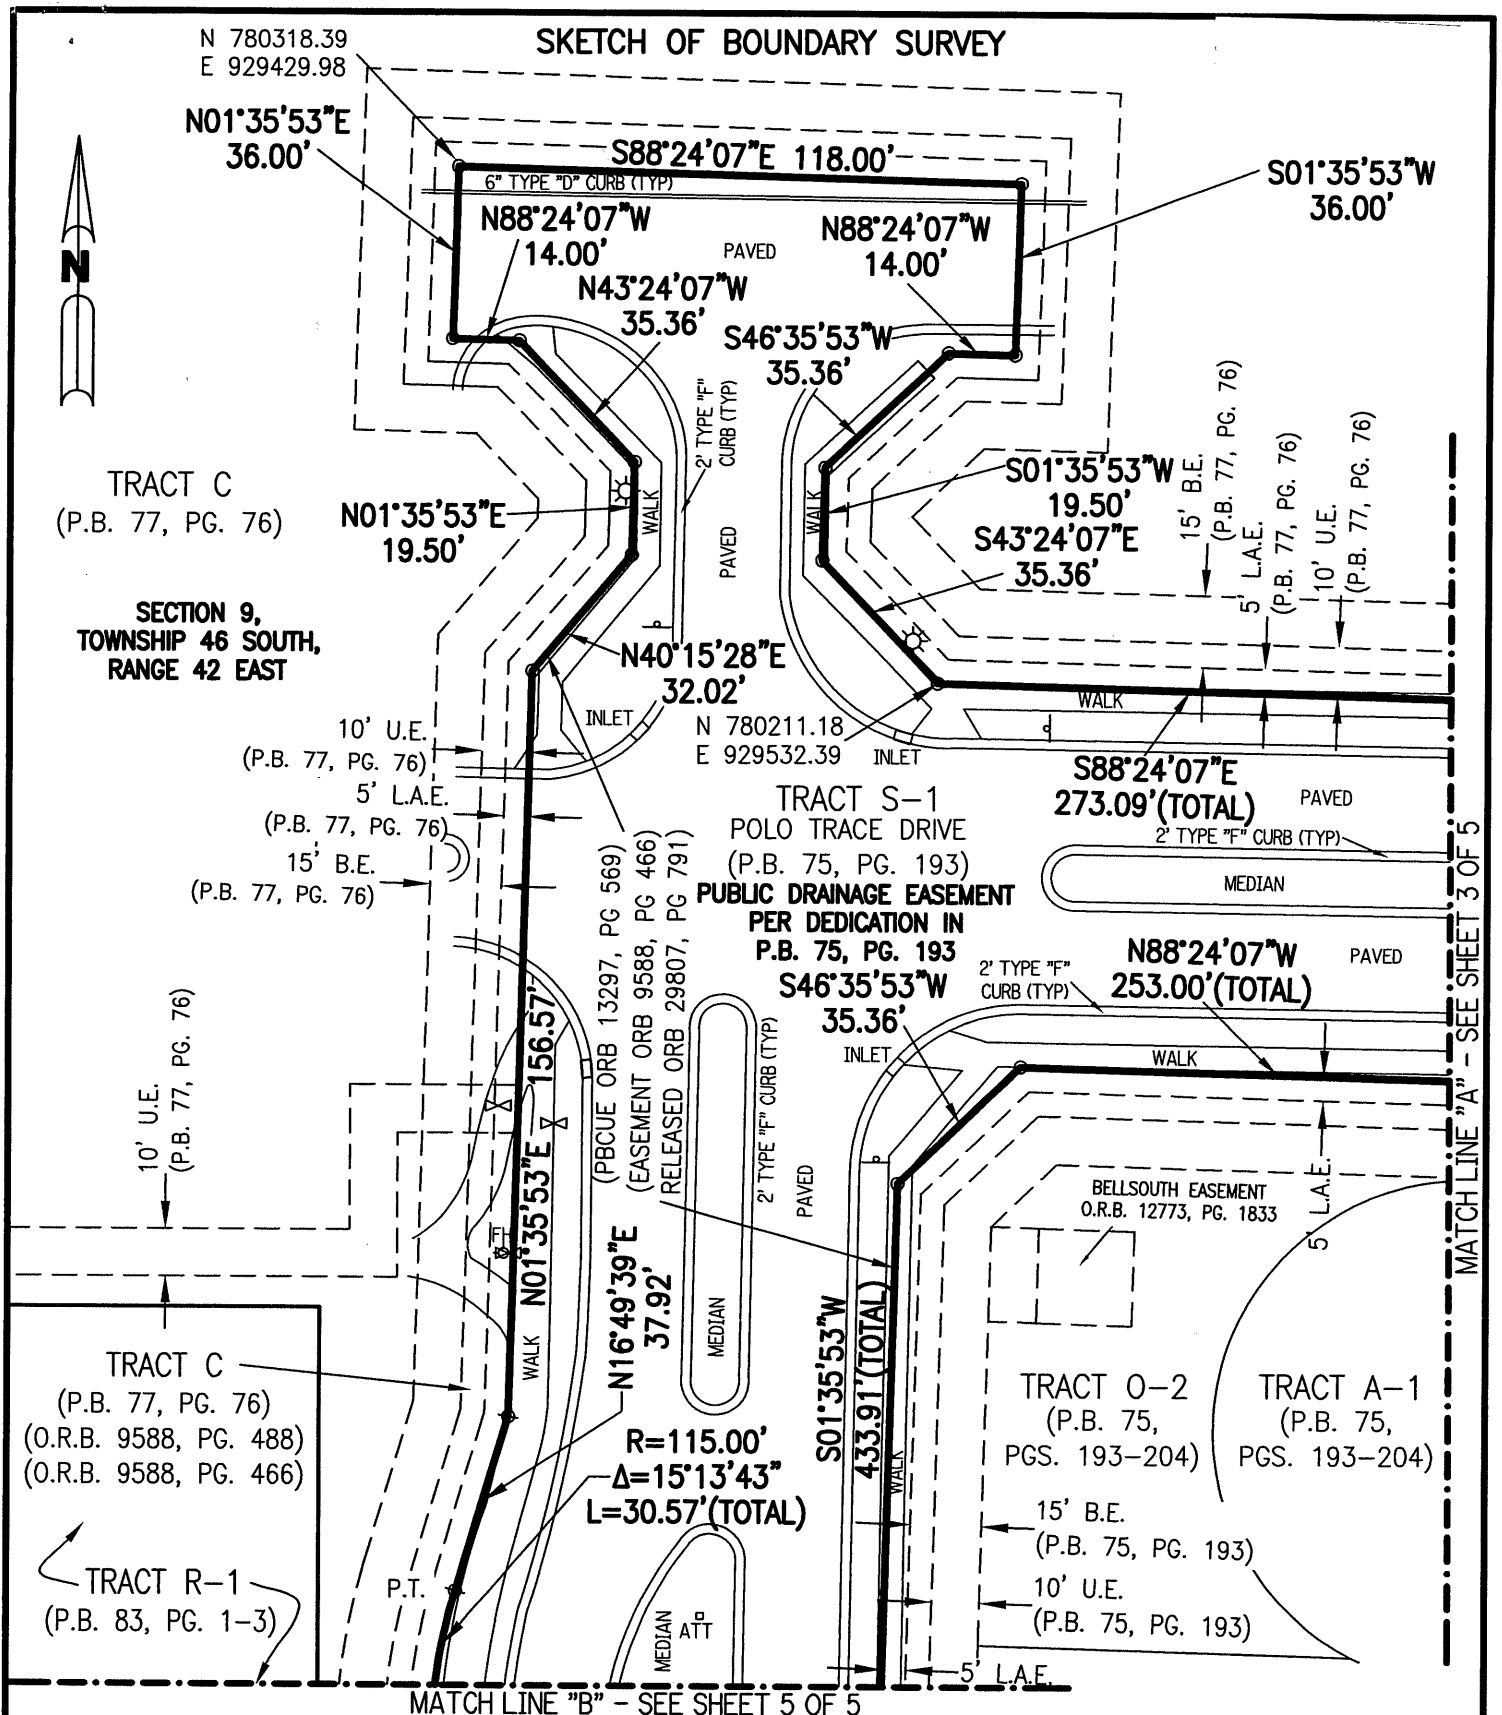 SKETCH OF BOUNDARY SURVEY
N 780318.39
E 929429.98
N01°35'53"E
36.00'
S88°24'07"E 118.00'
6" TYPE "D" CURB (TYP)
S01°35'53"W
36.00'
N88°24'07"W
14.00'
PAVED
N88°24'07"W
14.00'
N
N43°24'07"W
35.36'
S46°35'53"W
35.36'
2' TYPE "F"
CURB (TYP)
15' B.E.
(P.B. 77, PG. 76)
5' L.A.E.
(P.B. 77, PG. 76)
10' U.E.
(P.B. 77, PG. 76)
TRACT C
(P.B. 77, PG. 76)
N01°35'53"E
19.50'
WALK
PAVED
WALK
S01°35'53"W
19.50'
S43°24'07"E
35.36'
SECTION 9,
TOWNSHIP 46 SOUTH,
RANGE 42 EAST
N40°15'28"E
32.02'
INLET
N 780211.18
E 929532.39
INLET
WALK
10' U.E.
(P.B. 77, PG. 76)
5' L.A.E.
(P.B. 77, PG. 76)
15' B.E.
(P.B. 77, PG. 76)
S88°24'07"E
273.09'(TOTAL)
PAVED
2' TYPE "F" CURB (TYP)
TRACT S-1
POLO TRACE DRIVE
(P.B. 75, PG. 193)
PUBLIC DRAINAGE EASEMENT
PER DEDICATION IN
P.B. 75, PG. 193
MEDIAN
(PBCUE ORB 13297, PG 569)
(EASEMENT ORB 9588, PG 466)
RELEASED ORB 29807, PG 791)
S46°35'53"W
35.36'
2' TYPE "F"
CURB (TYP)
N88°24'07"W
253.00'(TOTAL)
PAVED
MATCH LINE "A" - SEE SHEET 3 OF 5
INLET
WALK
10' U.E.
(P.B. 77, PG. 76)
N01°35'53"E 156.57'
2' TYPE "F" CURB (TYP)
PAVED
BELLSOUTH EASEMENT
O.R.B. 12773, PG. 1833
5' L.A.E.
FH
WALK
N16°49'39"E
37.92'
MEDIAN
S01°35'53"W
433.91'(TOTAL)
WALK
TRACT C
(P.B. 77, PG. 76)
(O.R.B. 9588, PG. 488)
(O.R.B. 9588, PG. 466)
R=115.00'
Δ=15°13'43"
L=30.57'(TOTAL)
TRACT O-2
(P.B. 75,
PGS. 193-204)
TRACT A-1
(P.B. 75,
PGS. 193-204)
15' B.E.
(P.B. 75, PG. 193)
10' U.E.
(P.B. 75, PG. 193)
TRACT R-1
(P.B. 83, PG. 1-3)
P.T.
MEDIAN
ATT
5' L.A.E.
MATCH LINE "B" - SEE SHEET 5 OF 5